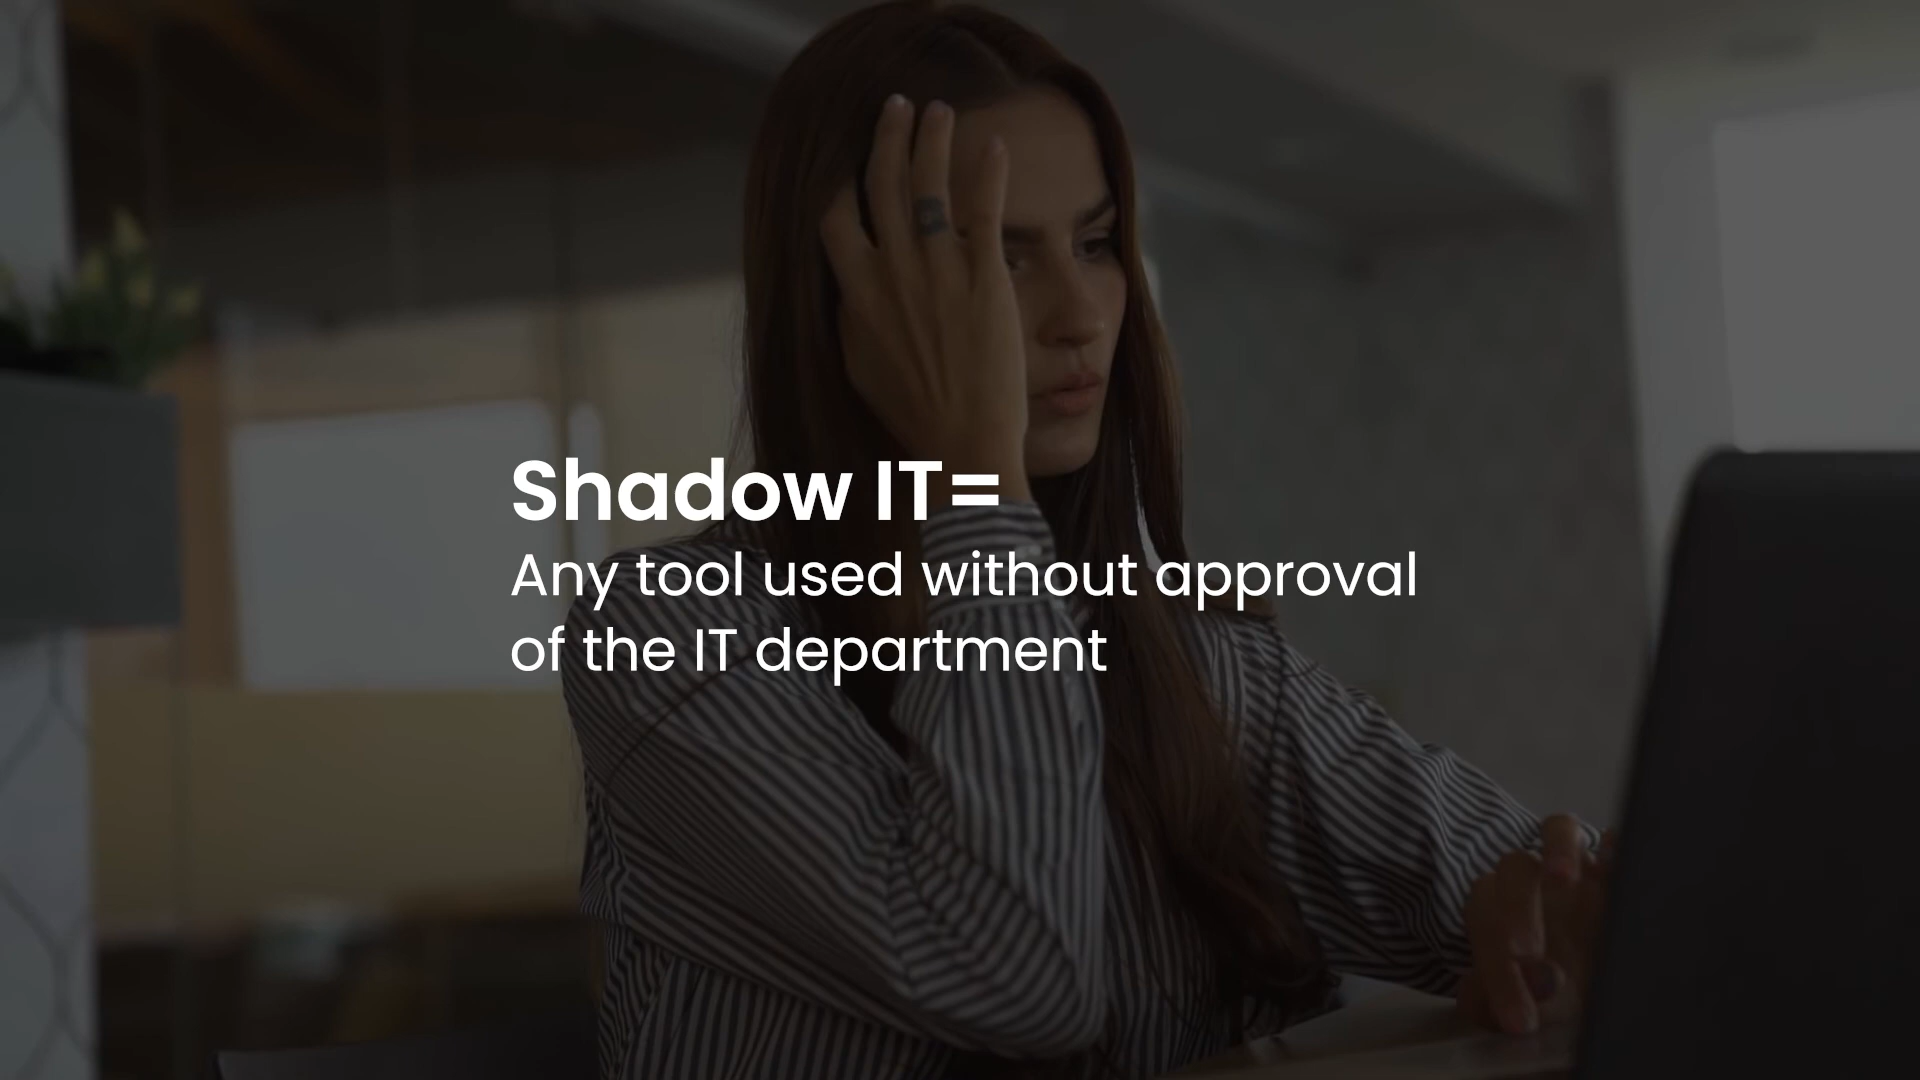 Shadow IT=
Any tool used without approval
of the IT department